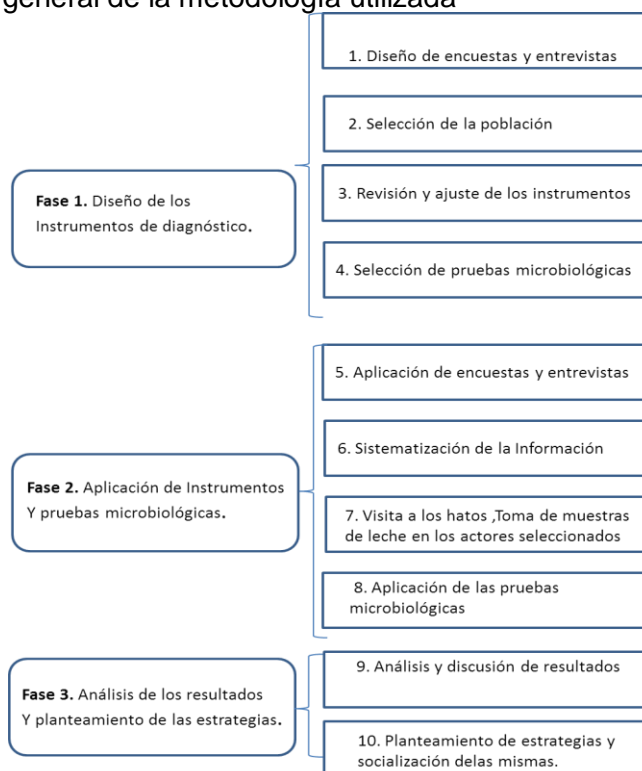 general de la metodología utilizada
1. Diseño de encuestas y entrevistas
2. Selección de la población
Fase 1. Diseño de los
Instrumentos de diagnóstico.
3. Revisión y ajuste de los instrumentos
4. Selección de pruebas microbiológicas
5. Aplicación de encuestas y entrevistas
6. Sistematización de la Información
Fase 2. Aplicación de Instrumentos
Y pruebas microbiológicas.
7. Visita a los hatos ,Toma de muestras
de leche en los actores seleccionados
8. Aplicación de las pruebas
microbiológicas
Fase 3. Análisis de los resultados
Y planteamiento de las estrategias.
9. Análisis y discusión de resultados
10. Planteamiento de estrategias y
socialización delas mismas.